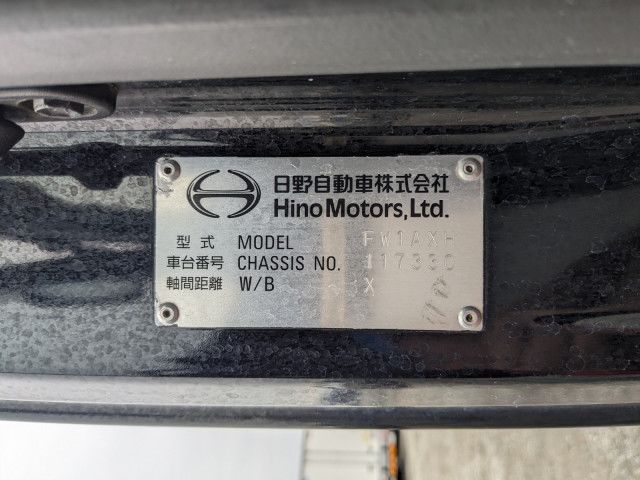 日野自動車株式会社
Hino Motors, Ltd.
型式 MODEL FW1AXH
車台番号 CHASSIS NO. 117330
軸間距離 W/B X